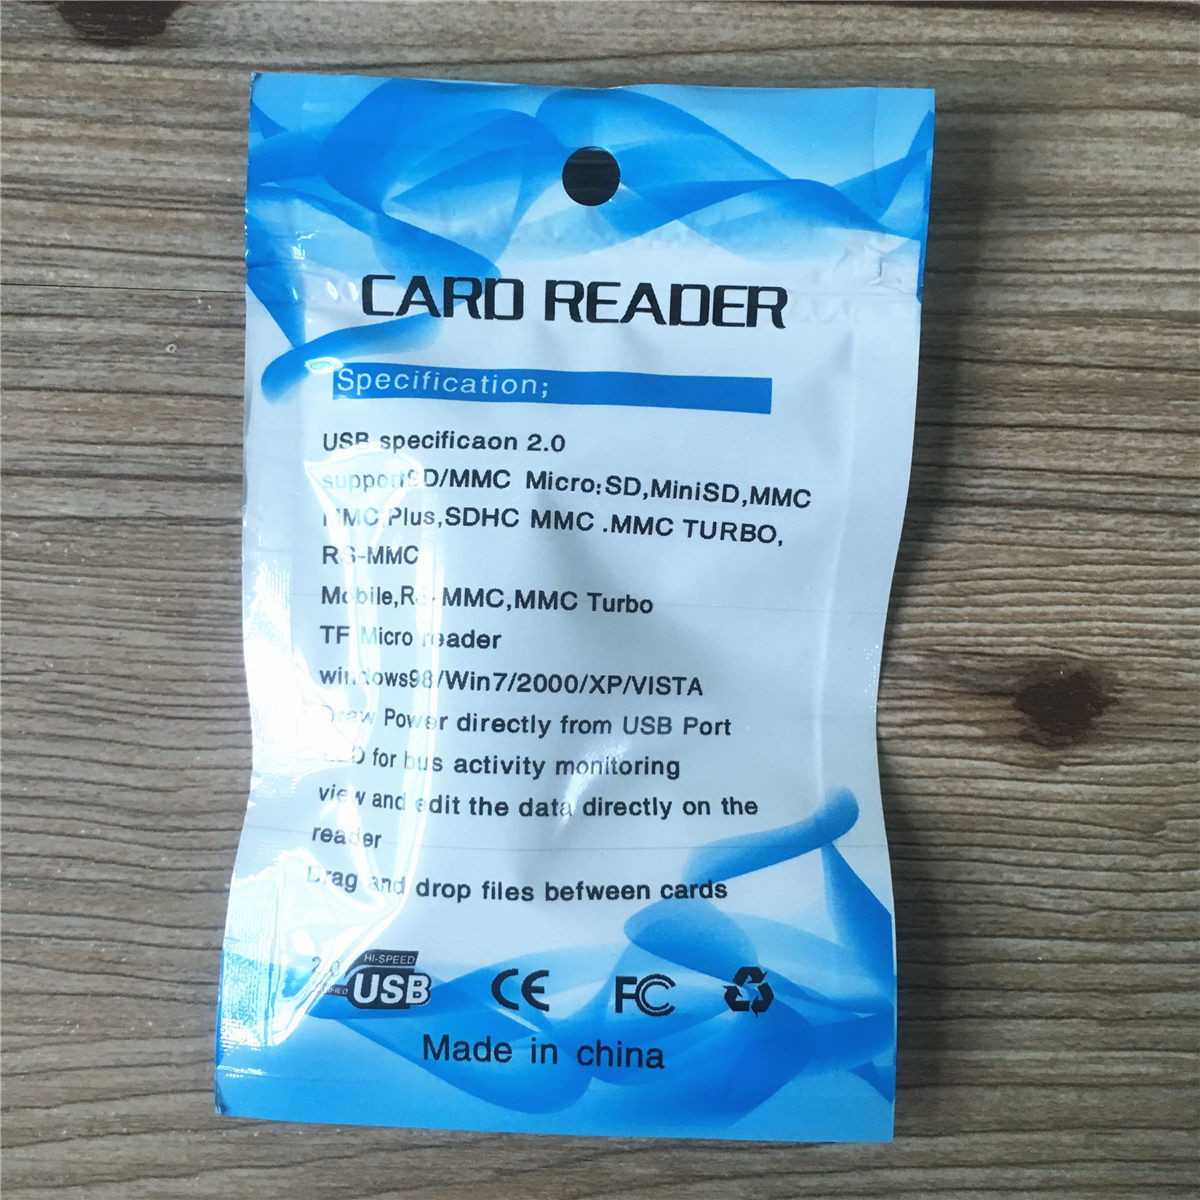 CARD READER
Specification;
USB specificaon 2.0
supportSD/MMC Micro:SD,MiniSD,MMC
MMC,Plus,SDHC MMC .MMC TURBO,
RS-MMC
Mobile,RS-MMC,MMC Turbo
TF Micro reader
windows98/Win7/2000/XP/VISTA
Draw Power directly from USB Port
LED for bus activity monitoring
view and edit the data directly on the
reader
Drag and drop files befween cards
HI-SPEED
2.0
USB
CE FC
Made in china